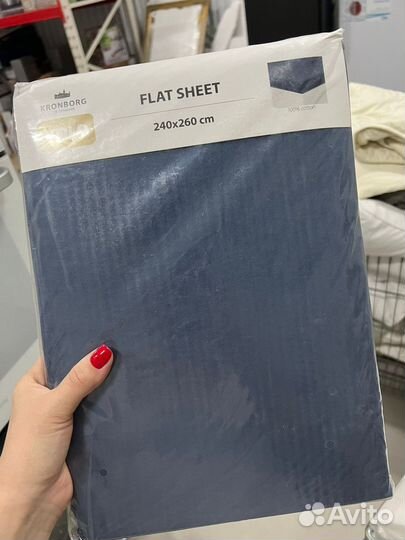 KRONBORG
FLAT SHEET
240x260 cm
100% cotton
Avito